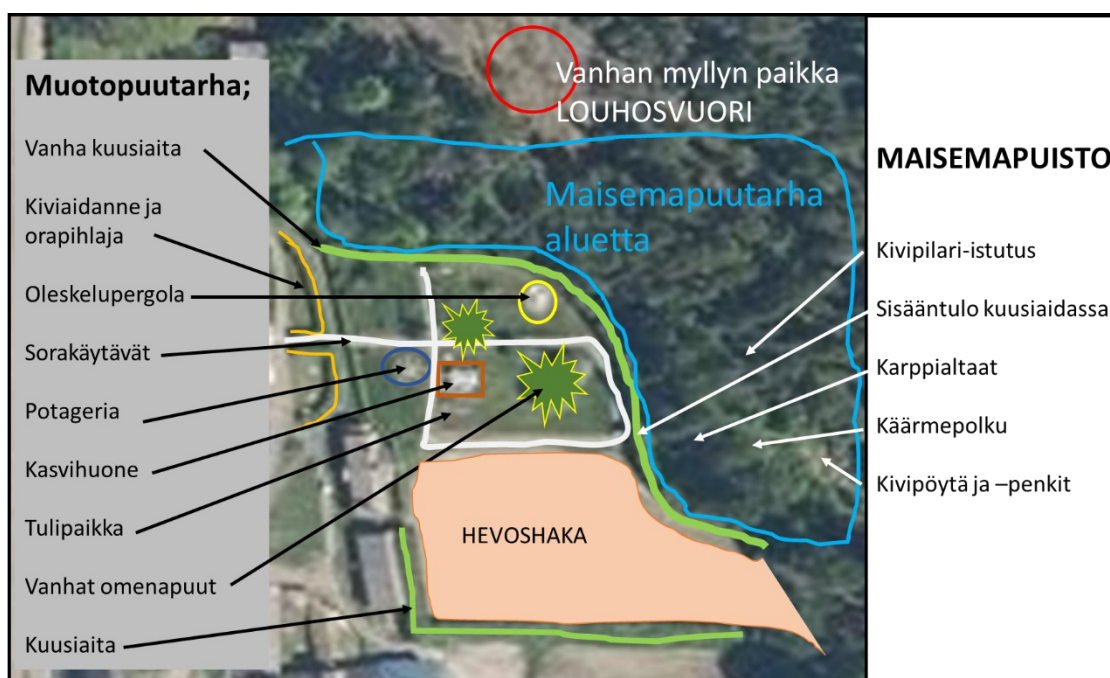 Muotopuutarha;
Vanha kuusiaita
Kiviaidanne ja
orapihlaja
Oleskelupergola
Sorakäytävät
Potageria
Kasvihuone
Tulipaikka
Vanhat omenapuut
Kuusiaita
Vanhan myllyn paikka
LOUHOSVUORI
Maisemapuutarha
aluetta
HEVOSHAKA
MAISEMAPUISTO
Kivipilari-istutus
Sisääntulo kuusiaidassa
Karppialtaat
Käärmepolku
Kivipöytä ja –penkit